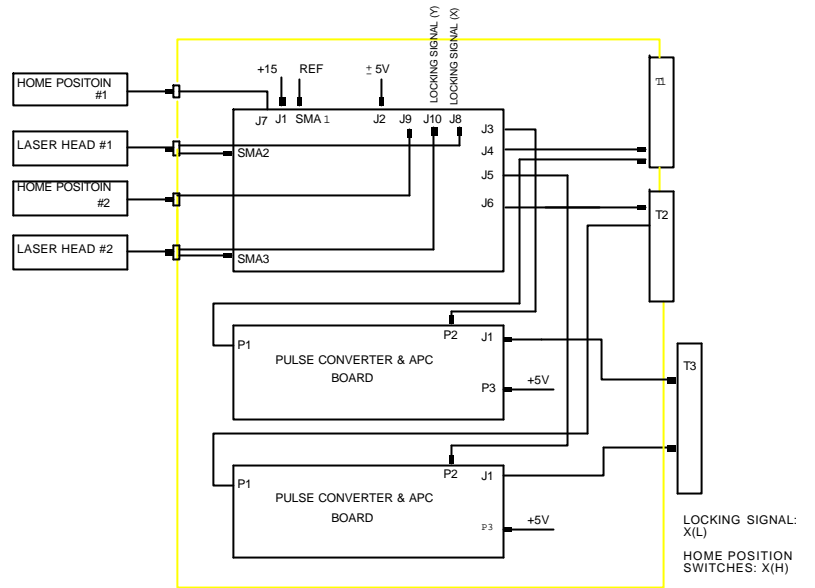 LOCKING SIGNAL (Y)
LOCKING SIGNAL (X)
+15
REF
± 5V
T1
HOME POSITOIN
#1
J7
J1
SMA 1
J2
J9
J10
J8
J3
J4
LASER HEAD #1
SMA2
J5
HOME POSITOIN
#2
J6
T2
LASER HEAD #2
SMA3
P1
P2
J1
PULSE CONVERTER & APC
BOARD
P3
+5V
T3
P1
P2
J1
PULSE CONVERTER & APC
BOARD
P3
+5V
LOCKING SIGNAL:
X(L)
HOME POSITION
SWITCHES: X(H)